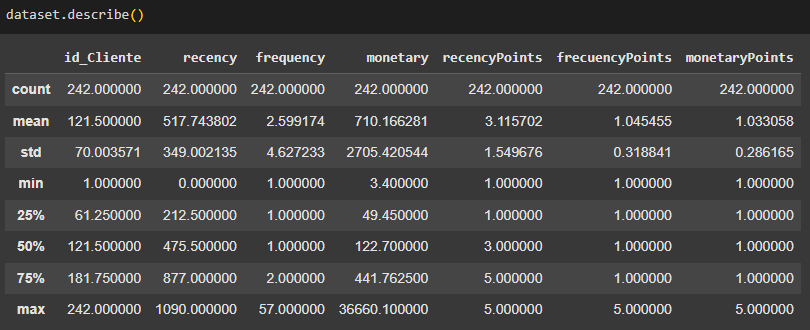 dataset.describe()
id_Cliente recency frequency monetary recencyPoints frecuencyPoints monetaryPoints
count 242.000000 242.000000 242.000000 242.000000 242.000000 242.000000 242.000000
mean 121.500000 517.743802 2.599174 710.166281 3.115702 1.045455 1.033058
std 70.003571 349.002135 4.627233 2705.420544 1.549676 0.318841 0.286165
min 1.000000 0.000000 1.000000 3.400000 1.000000 1.000000 1.000000
25% 61.250000 212.500000 1.000000 49.450000 1.000000 1.000000 1.000000
50% 121.500000 475.500000 1.000000 122.700000 3.000000 1.000000 1.000000
75% 181.750000 877.000000 2.000000 441.762500 5.000000 1.000000 1.000000
max 242.000000 1090.000000 57.000000 36660.100000 5.000000 5.000000 5.000000